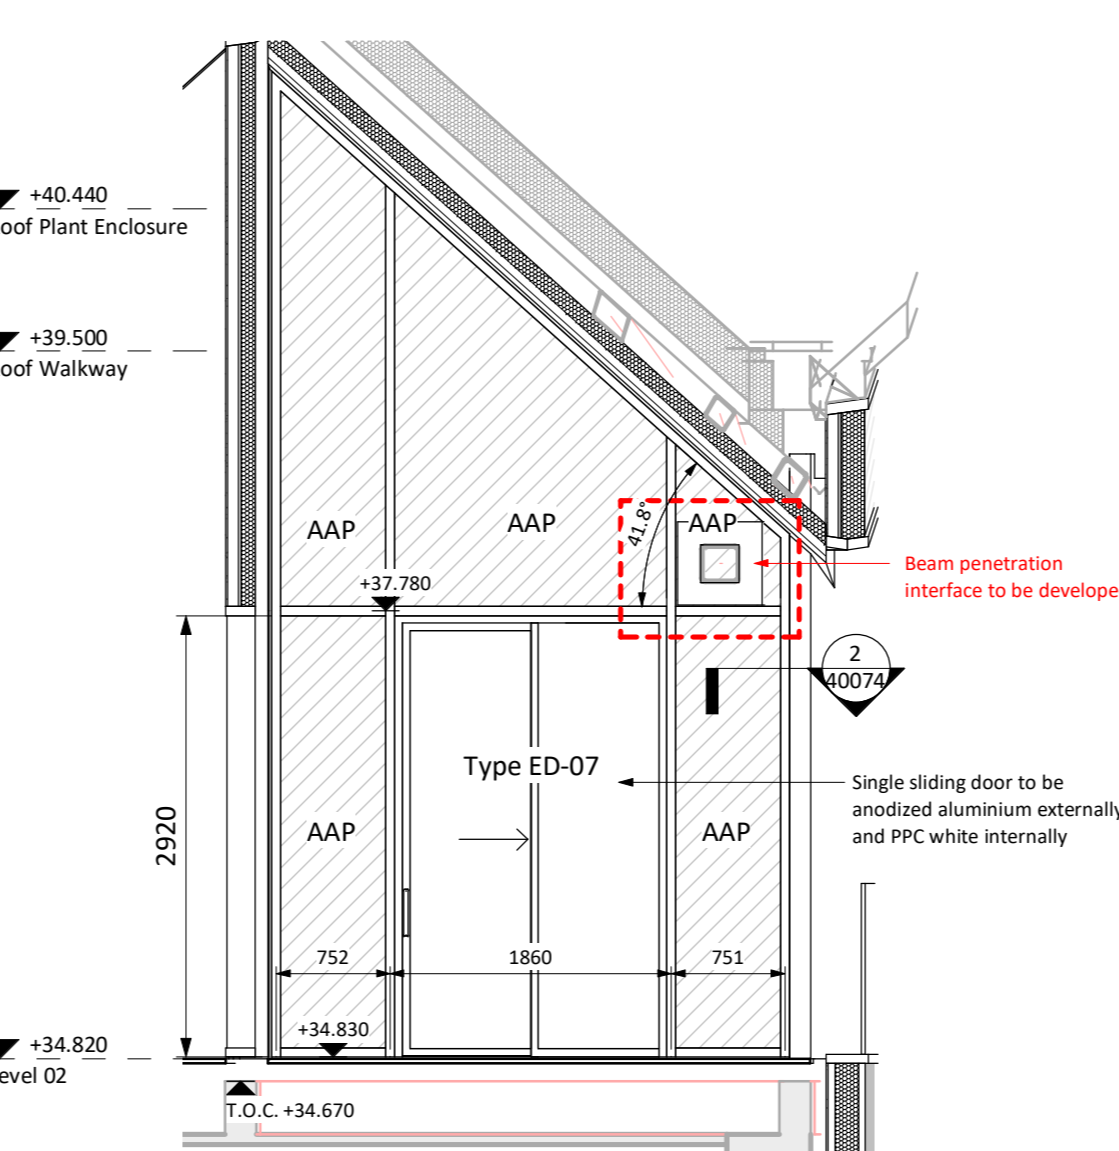 +40.440
oof Plant Enclosure
+39.500
oof Walkway
AAP
AAP
AAP
41.8°
+37.780
Beam penetration
interface to be develope
2
40074
Type ED-07
Single sliding door to be
anodized aluminium externally
and PPC white internally
2920
AAP
AAP
752
1860
751
+34.830
+34.820
evel 02
T.O.C. +34.670